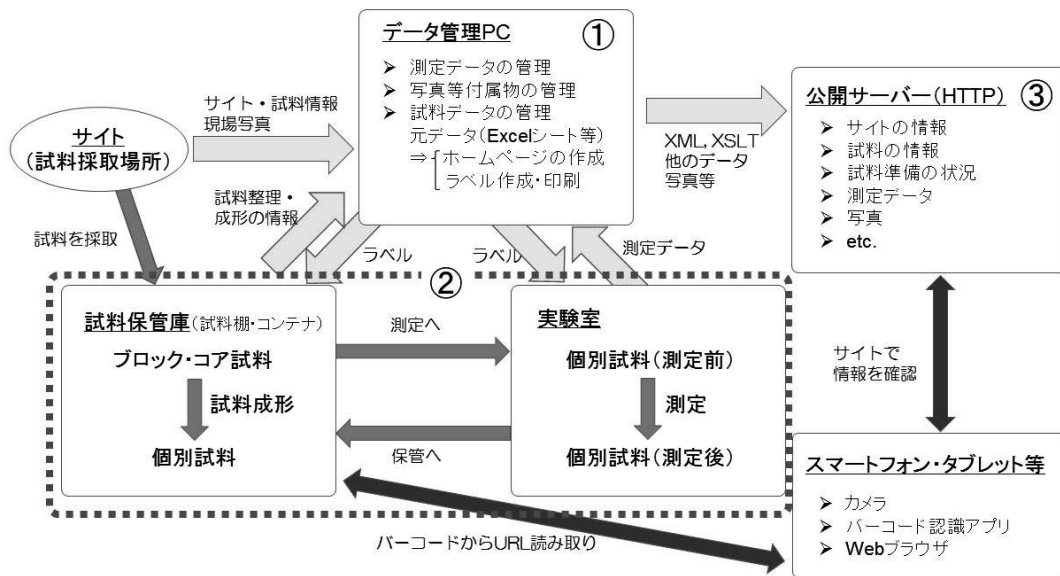 データ管理PC
①
➢ 測定データの管理
➢ 写真等付属物の管理
➢ 試料データの管理
元データ(Excelシート等)
⇒{ホームページの作成
ラベル作成・印刷
サイト・試料情報
現場写真
サイト
(試料採取場所)
XML, XSLT
他のデータ
写真等
公開サーバー(HTTP)
③
➢ サイトの情報
➢ 試料の情報
➢ 試料準備の状況
➢ 測定データ
➢ 写真
➢ etc.
試料整理・
成形の情報
試料を採取
ラベル
ラベル
測定データ
②
試料保管庫(試料棚・コンテナ)
ブロック・コア試料
試料成形
個別試料
測定へ
保管へ
実験室
個別試料(測定前)
測定
個別試料(測定後)
サイトで
情報を確認
スマートフォン・タブレット等
➢ カメラ
➢ バーコード認識アプリ
➢ Webブラウザ
バーコードからURL読み取り